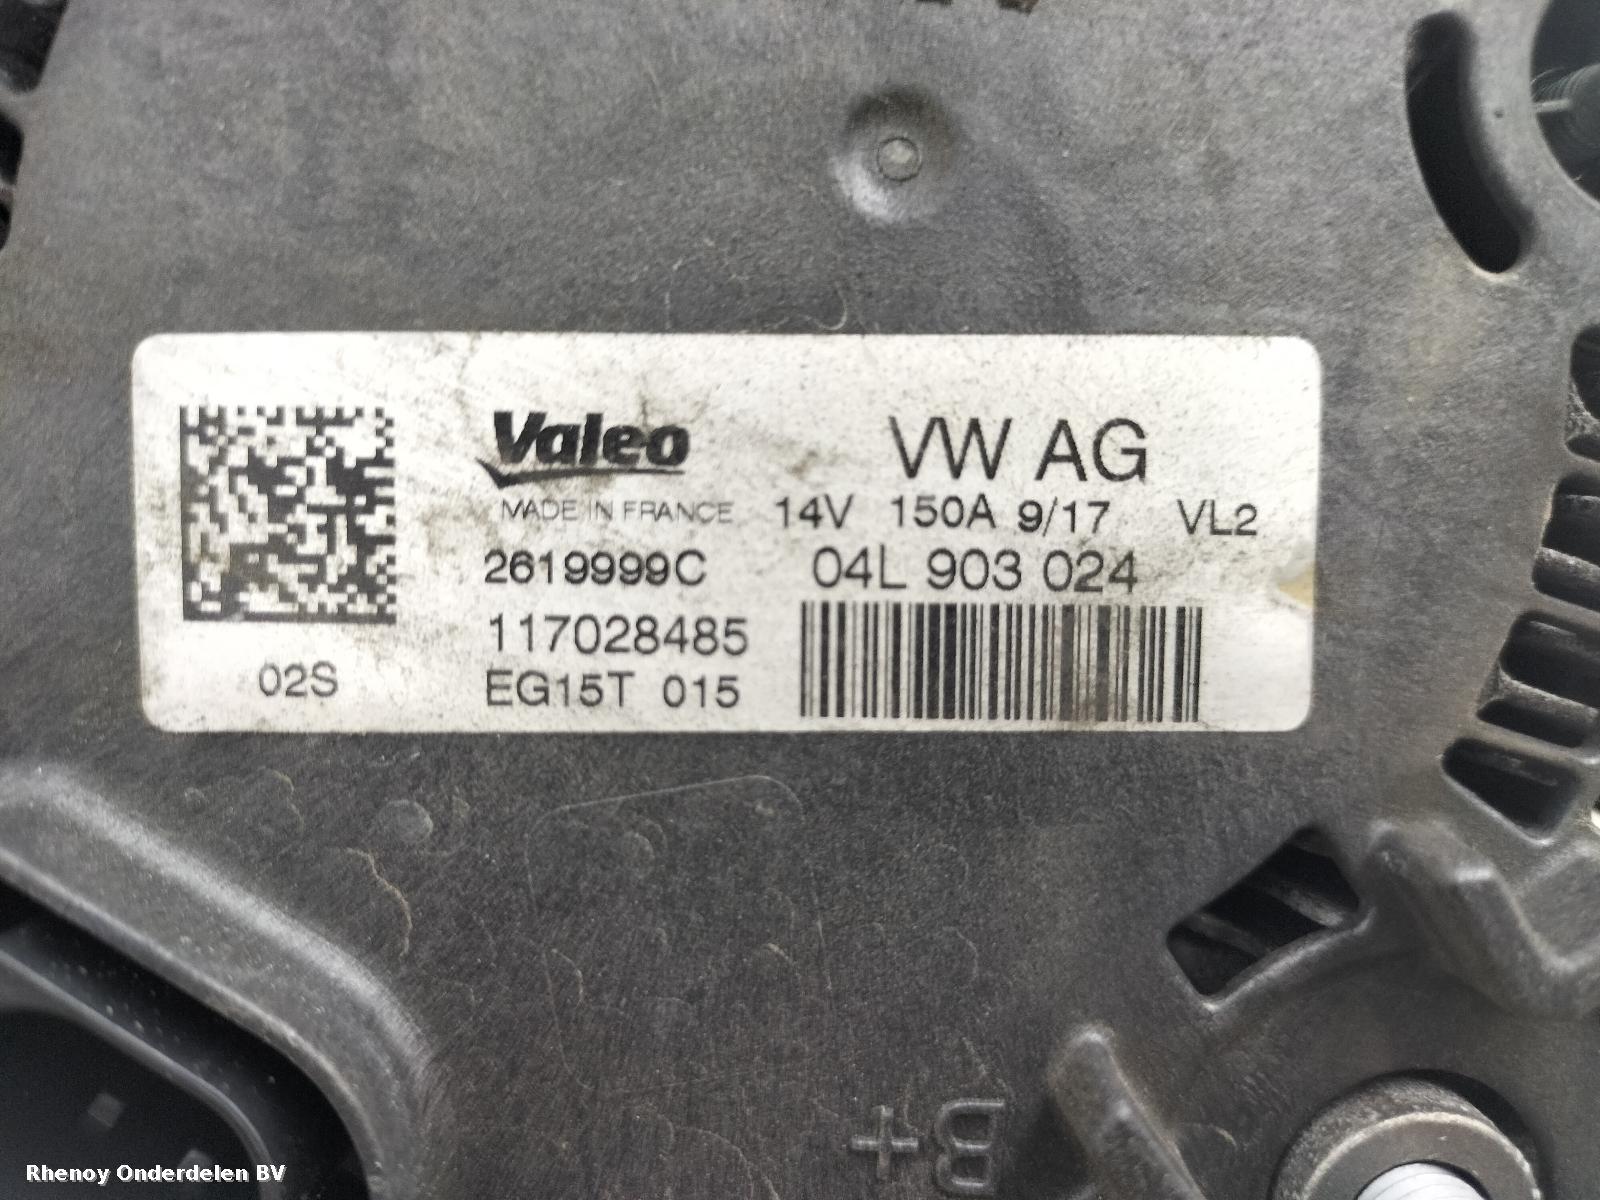 Valeo
MADE IN FRANCE
VW AG
14V 150A 9/17 VL2
2619999C
04L 903 024
117028485
EG15T 015
02S
B+
Rhenoy Onderdelen BV